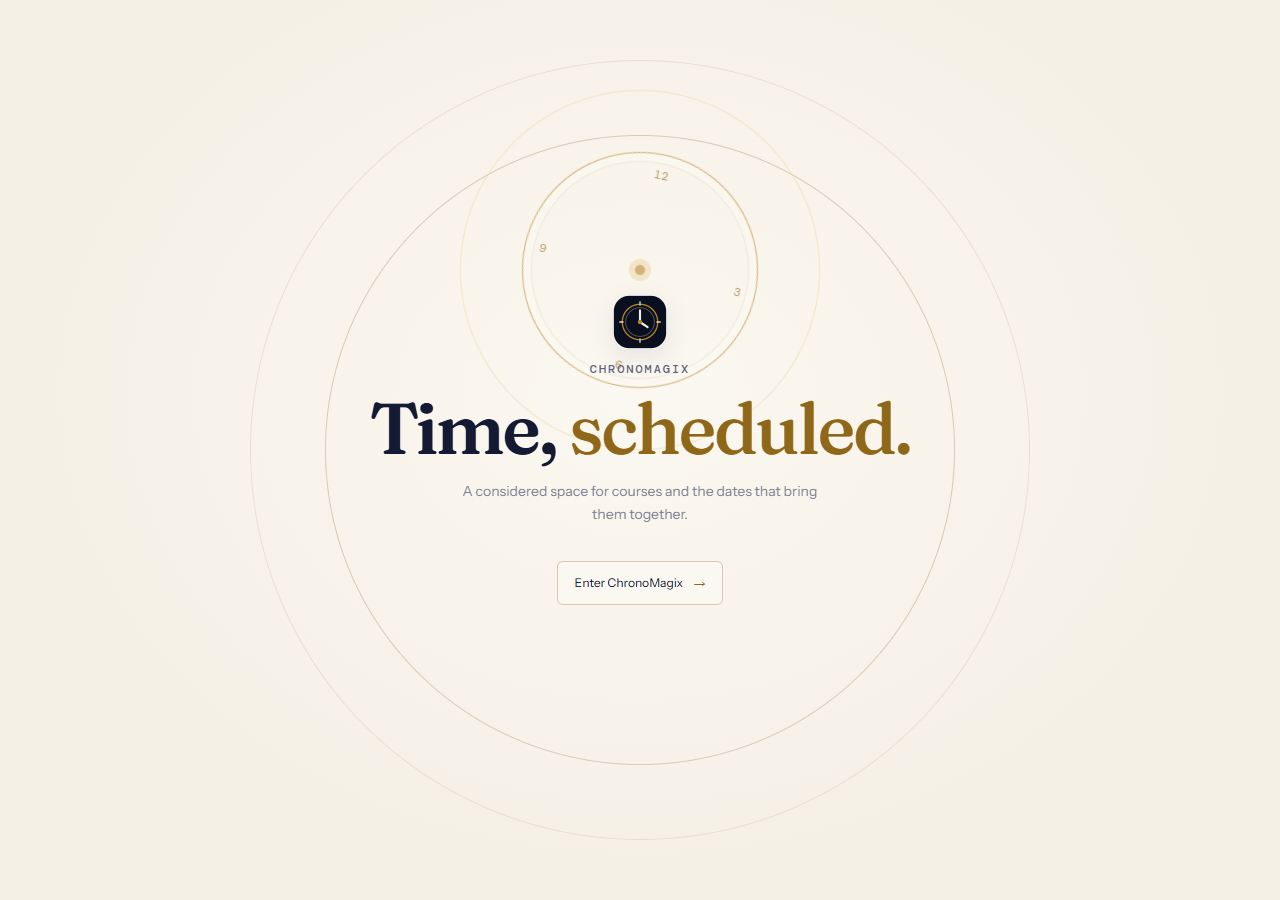 12
9
3
6
CHRONOMAGIX
Time, scheduled.
A considered space for courses and the dates that bring
them together.
Enter ChronoMagix →